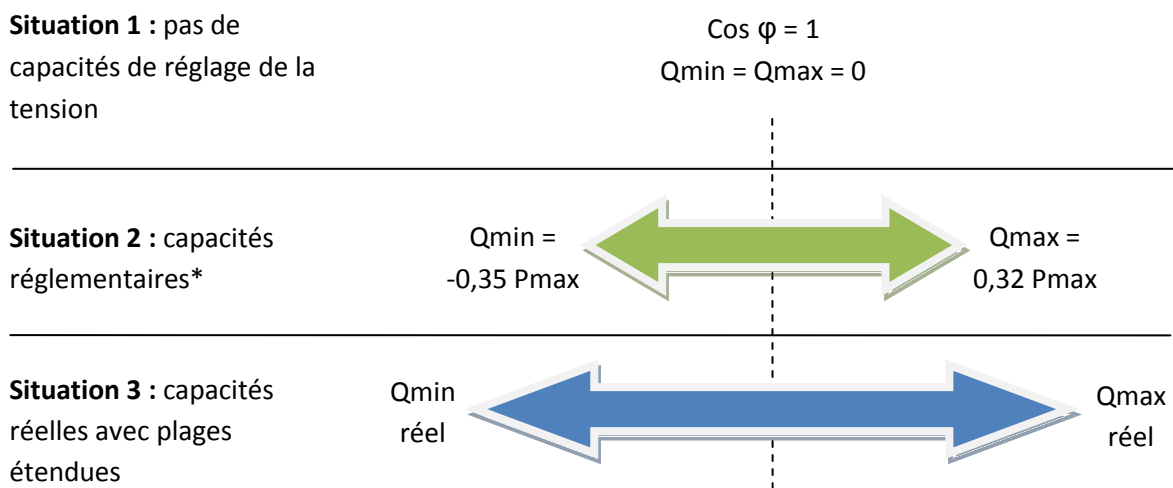 Situation 1 : pas de
capacités de réglage de la
tension
Cos φ = 1
Qmin = Qmax = 0
Situation 2 : capacités
réglementaires*
Qmin =
-0,35 Pmax
Qmax =
0,32 Pmax
Situation 3 : capacités
réelles avec plages
étendues
Qmin
réel
Qmax
réel